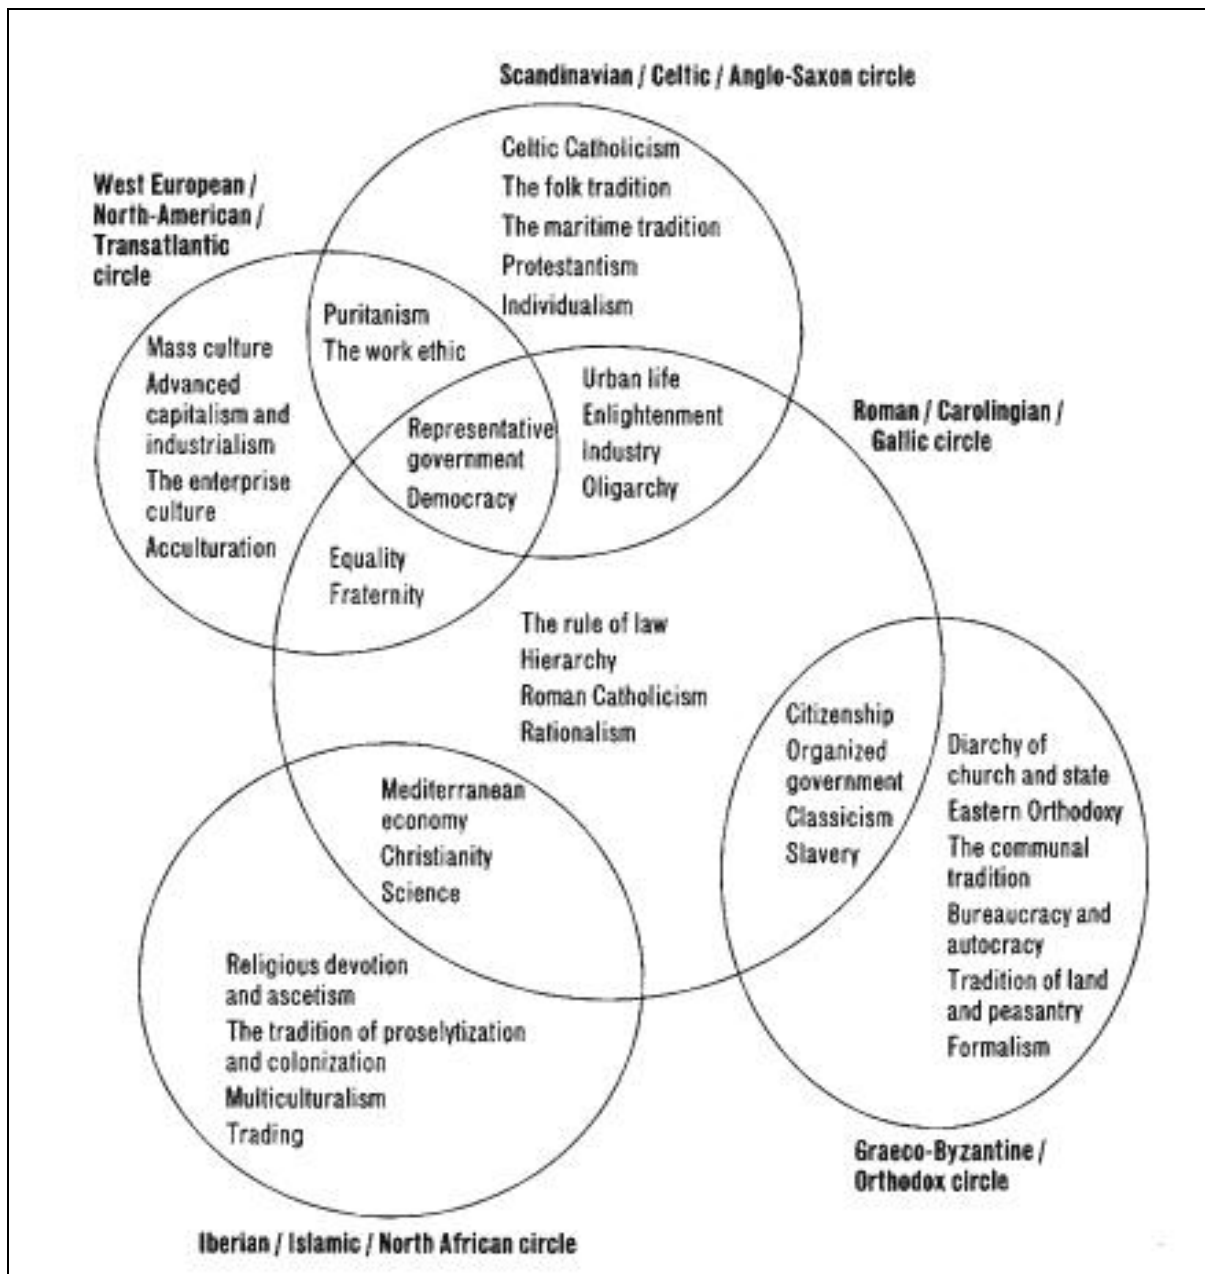 Scandinavian / Celtic / Anglo-Saxon circle
Celtic Catholicism
The folk tradition
The maritime tradition
Protestantism
Individualism
West European /
North-American /
Transatlantic
circle
Puritanism
The work ethic
Mass culture
Advanced
capitalism and
industrialism
The enterprise
culture
Acculturation
Representative
government
Democracy
Urban life
Enlightenment
Industry
Oligarchy
Roman / Carolingian /
Gallic circle
Equality
Fraternity
The rule of law
Hierarchy
Roman Catholicism
Rationalism
Citizenship
Organized
government
Classicism
Slavery
Diarchy of
church and state
Eastern Orthodoxy
The communal
tradition
Bureaucracy and
autocracy
Tradition of land
and peasantry
Formalism
Mediterranean
economy
Christianity
Science
Religious devotion
and ascetism
The tradition of proselytization
and colonization
Multiculturalism
Trading
Graeco-Byzantine /
Orthodox circle
Iberian / Islamic / North African circle